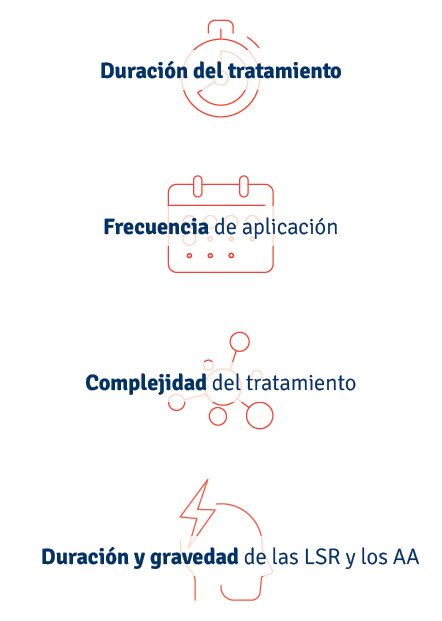 Duración del tratamiento
Frecuencia de aplicación
Complejidad del tratamiento
Duración y gravedad de las LSR y los AA